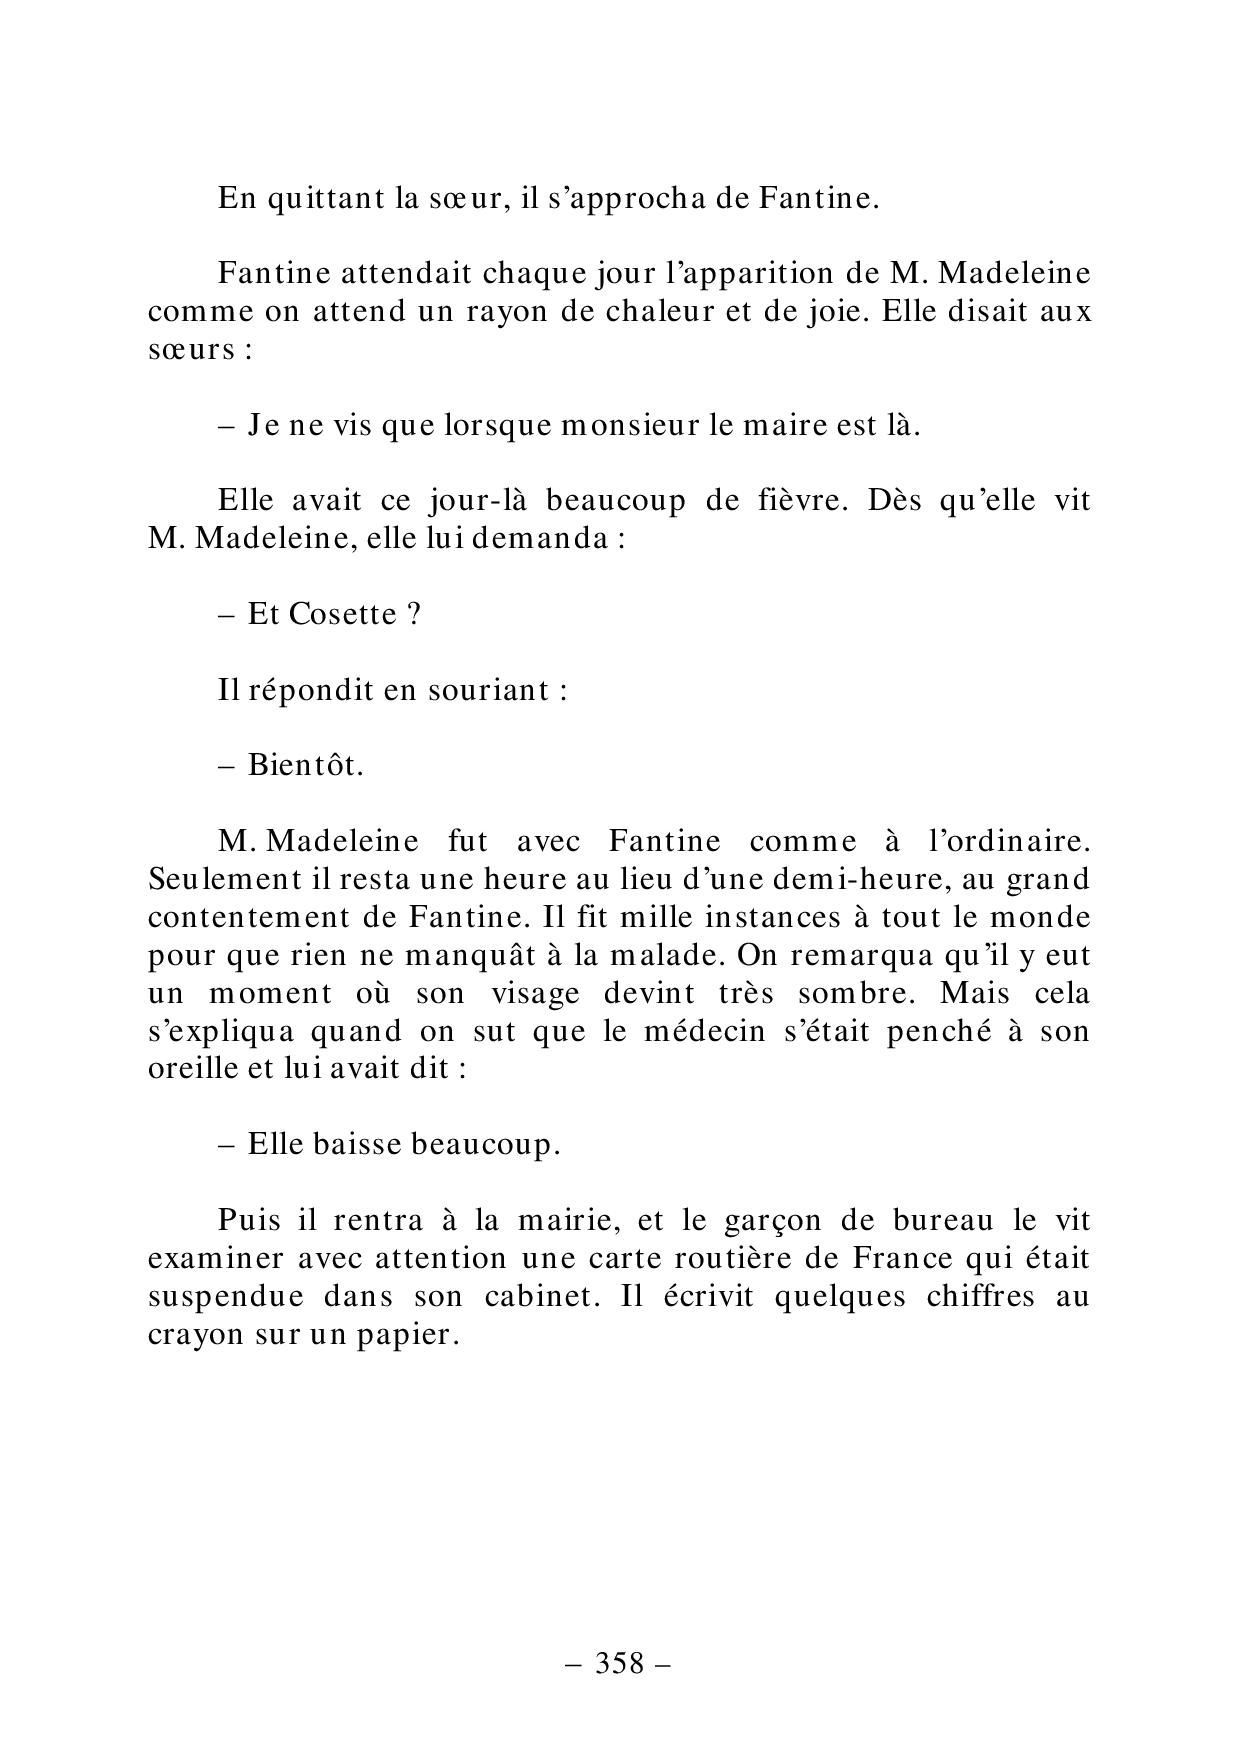 En quittant la sœur, il s’approcha de Fantine.
Fantine attendait chaque jour l’apparition de M. Madeleine
comme on attend un rayon de chaleur et de joie. Elle disait aux
sœurs :
– Je ne vis que lorsque monsieur le maire est là.
Elle avait ce jour-là beaucoup de fièvre. Dès qu’elle vit
M. Madeleine, elle lui demanda :
– Et Cosette ?
Il répondit en souriant :
– Bientôt.
M. Madeleine fut avec Fantine comme à l’ordinaire.
Seulement il resta une heure au lieu d’une demi-heure, au grand
contentement de Fantine. Il fit mille instances à tout le monde
pour que rien ne manquât à la malade. On remarqua qu’il y eut
un moment où son visage devint très sombre. Mais cela
s’expliqua quand on sut que le médecin s’était penché à son
oreille et lui avait dit :
– Elle baisse beaucoup.
Puis il rentra à la mairie, et le garçon de bureau le vit
examiner avec attention une carte routière de France qui était
suspendue dans son cabinet. Il écrivit quelques chiffres au
crayon sur un papier.
– 358 –